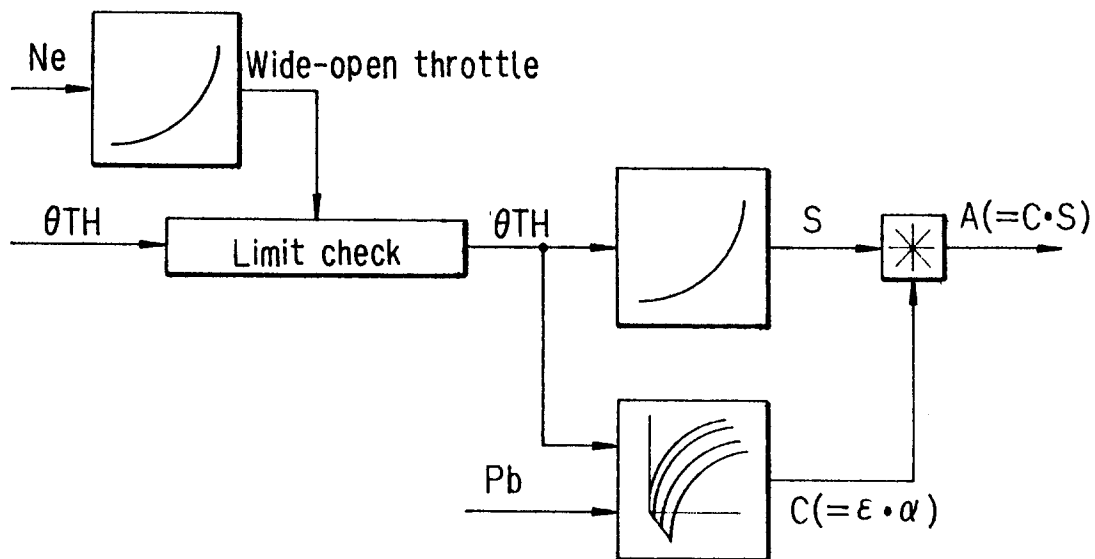 Ne
Wide-open throttle
θTH
Limit check
θTH
S
A(=C·S)
Pb
C(=ε·α)